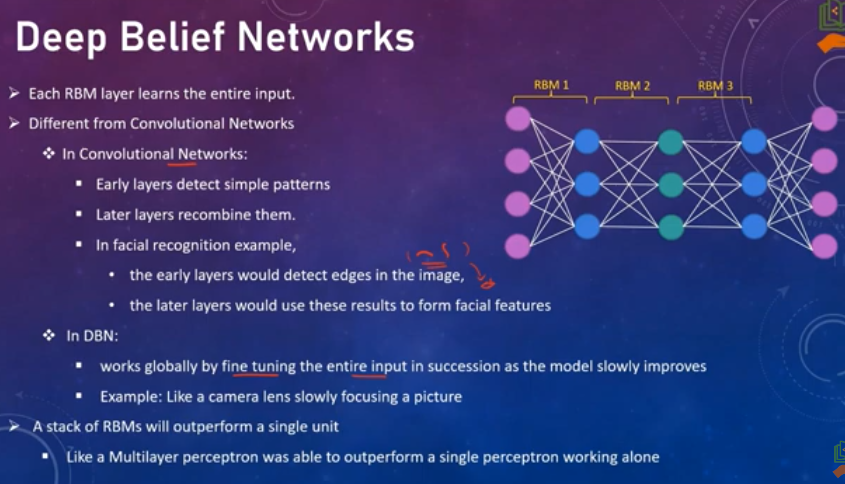 Deep Belief Networks
➤ Each RBM layer learns the entire input.
➤ Different from Convolutional Networks
❖ In Convolutional Networks:
▪ Early layers detect simple patterns
▪ Later layers recombine them.
▪ In facial recognition example,
• the early layers would detect edges in the image,
• the later layers would use these results to form facial features
❖ In DBN:
▪ works globally by fine tuning the entire input in succession as the model slowly improves
▪ Example: Like a camera lens slowly focusing a picture
➤ A stack of RBMs will outperform a single unit
▪ Like a Multilayer perceptron was able to outperform a single perceptron working alone
RBM 1 RBM 2 RBM 3